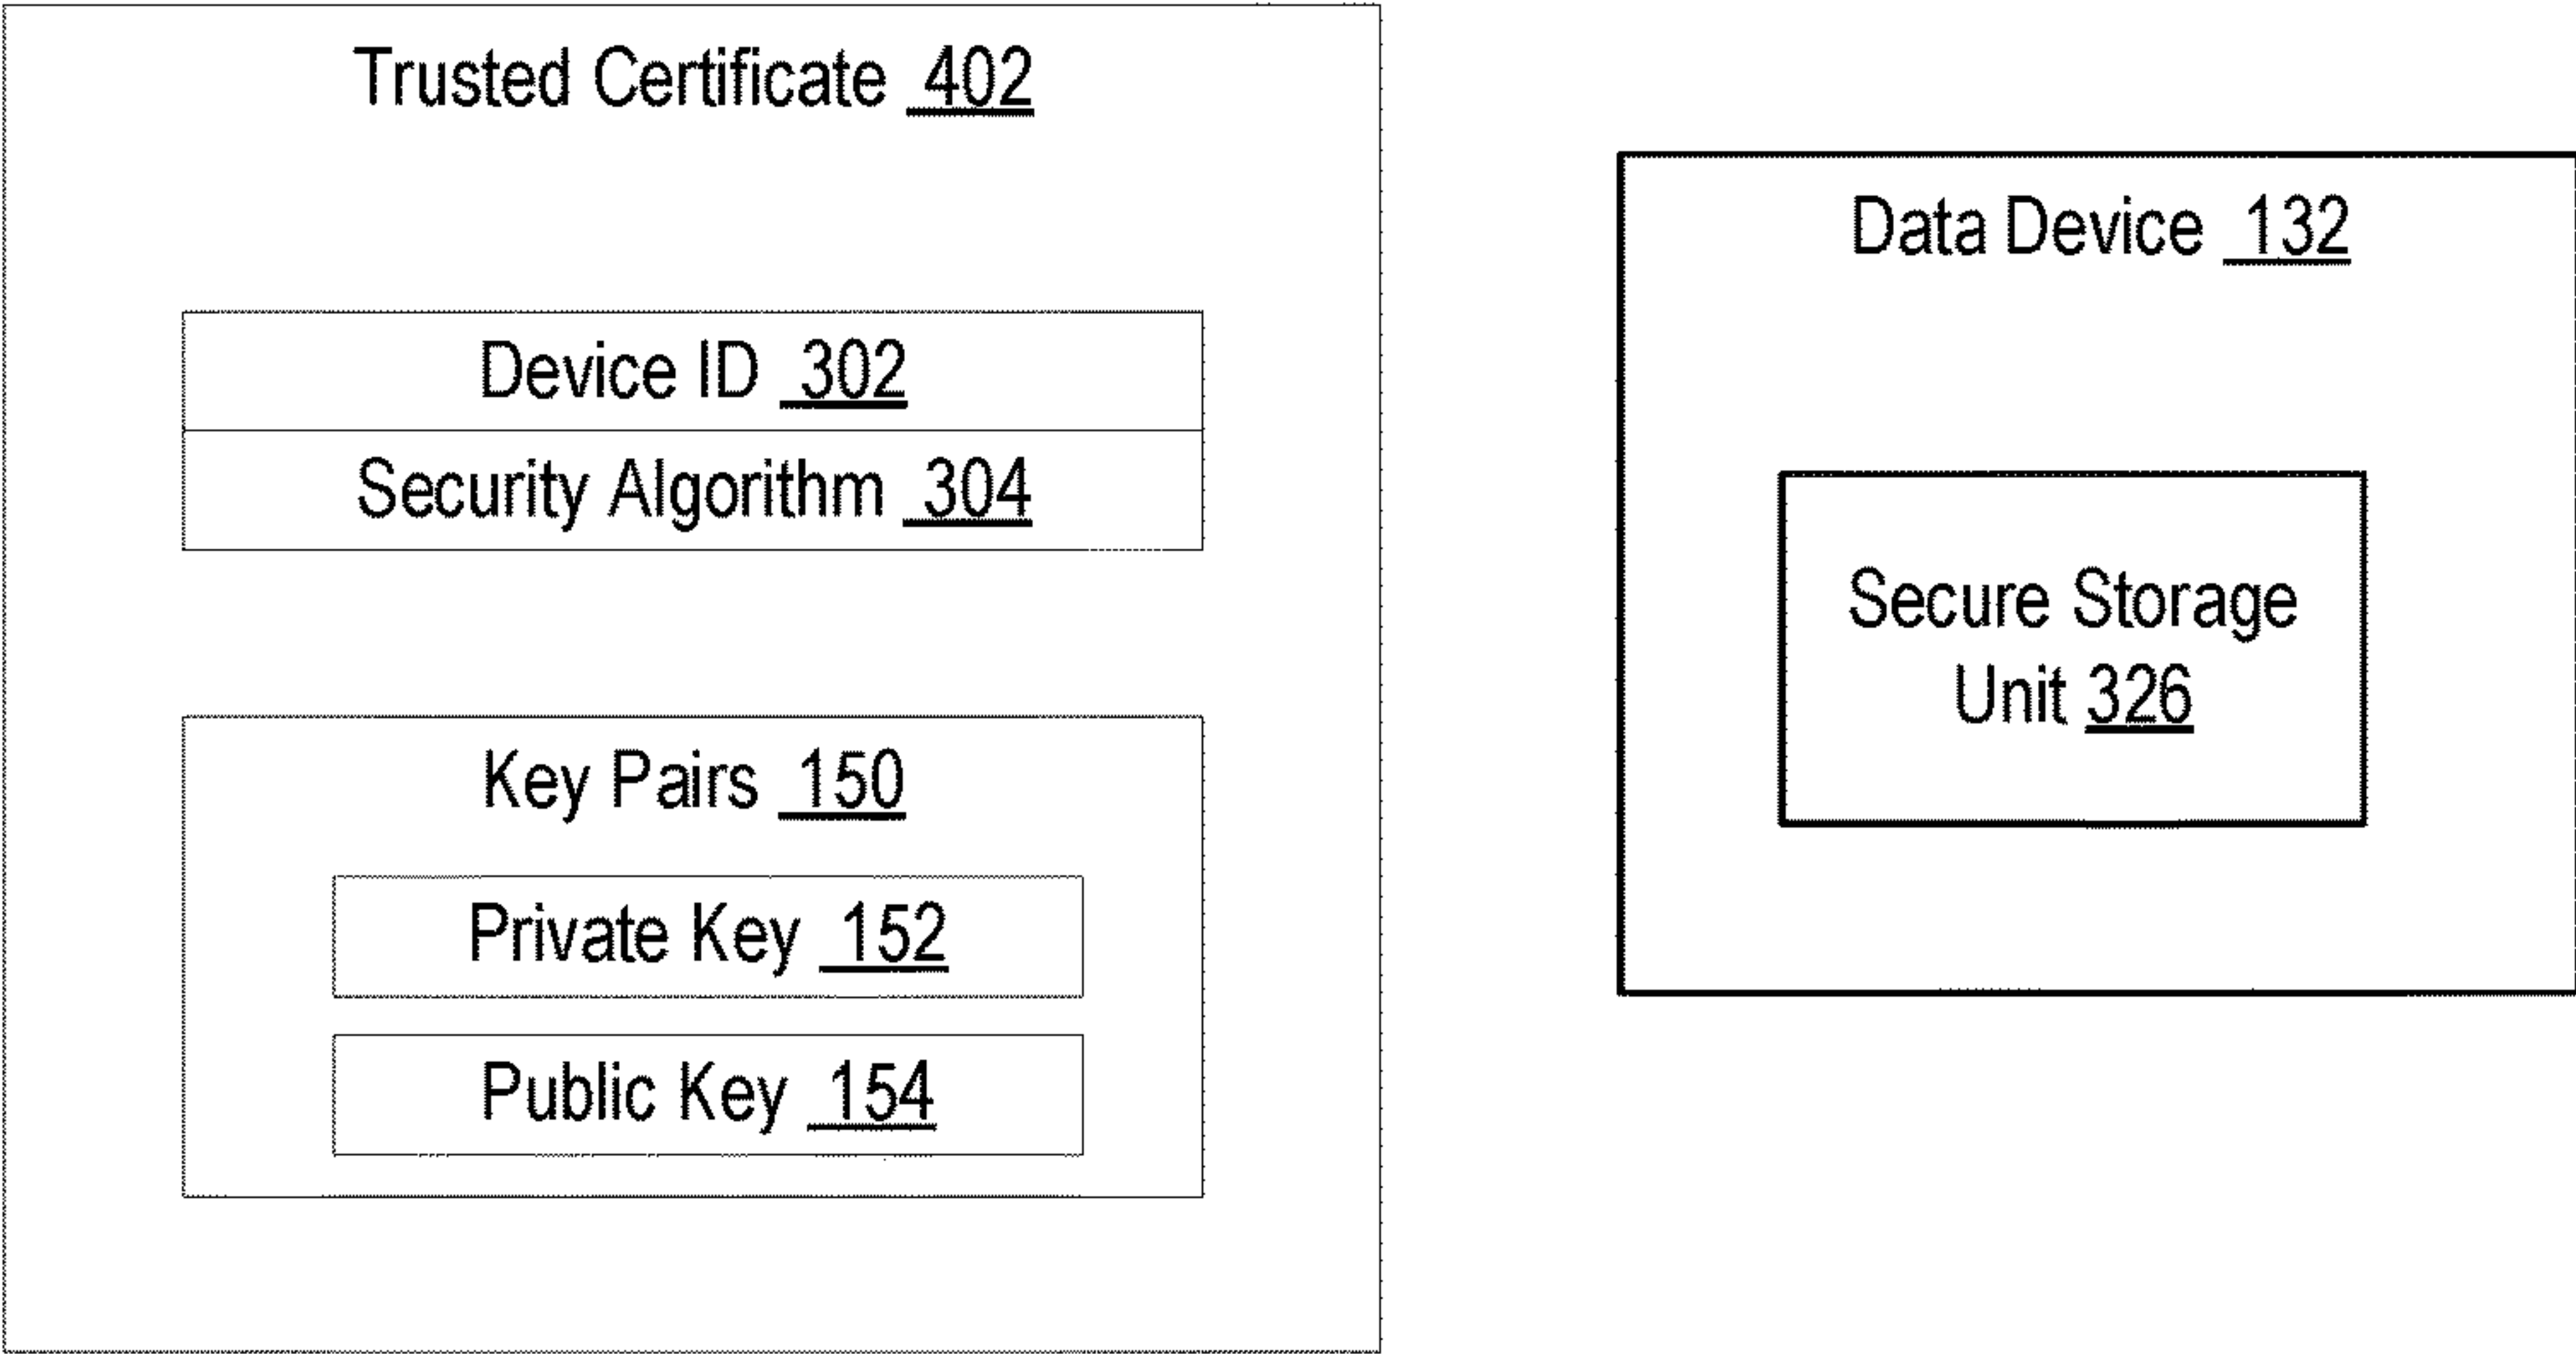 Trusted Certificate 402
Device ID 302
Security Algorithm 304
Key Pairs 150
Private Key 152
Public Key 154
Data Device 132
Secure Storage
Unit 326